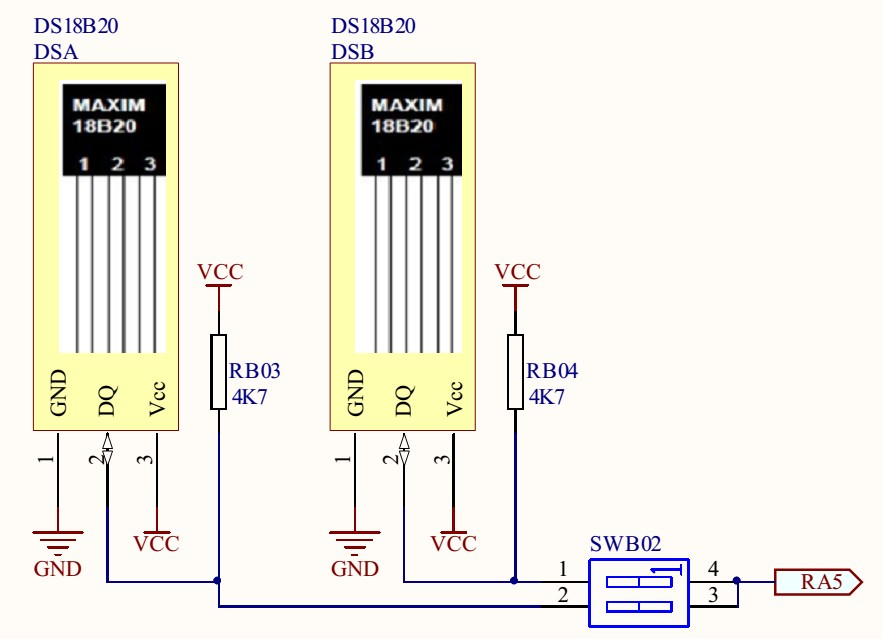 DS18B20
DSA
MAXIM
18B20
1 2 3
GND
DQ
Vcc
1
2
3
GND
VCC
VCC
RB03
4K7
DS18B20
DSB
MAXIM
18B20
1 2 3
GND
DQ
Vcc
1
2
3
GND
VCC
VCC
RB04
4K7
SWB02
1
2
1
4
3
RA5